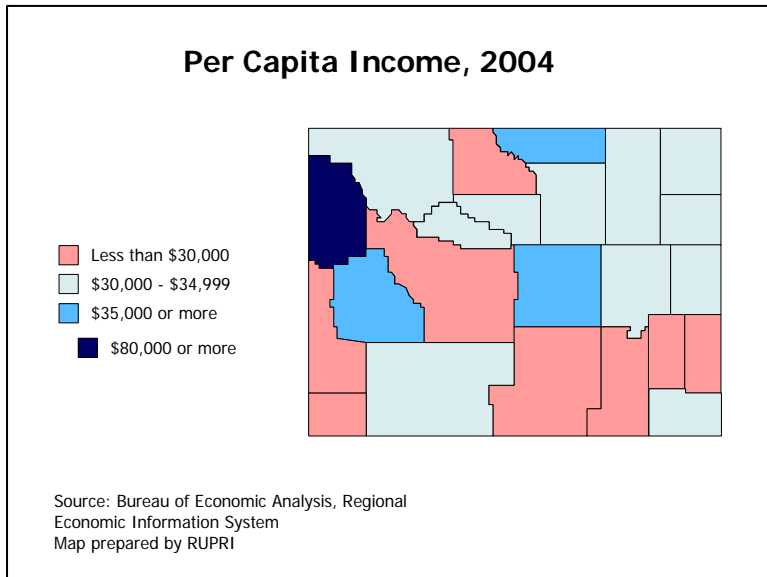 Per Capita Income, 2004
Less than $30,000
$30,000 - $34,999
$35,000 or more
$80,000 or more
Source: Bureau of Economic Analysis, Regional
Economic Information System
Map prepared by RUPRI